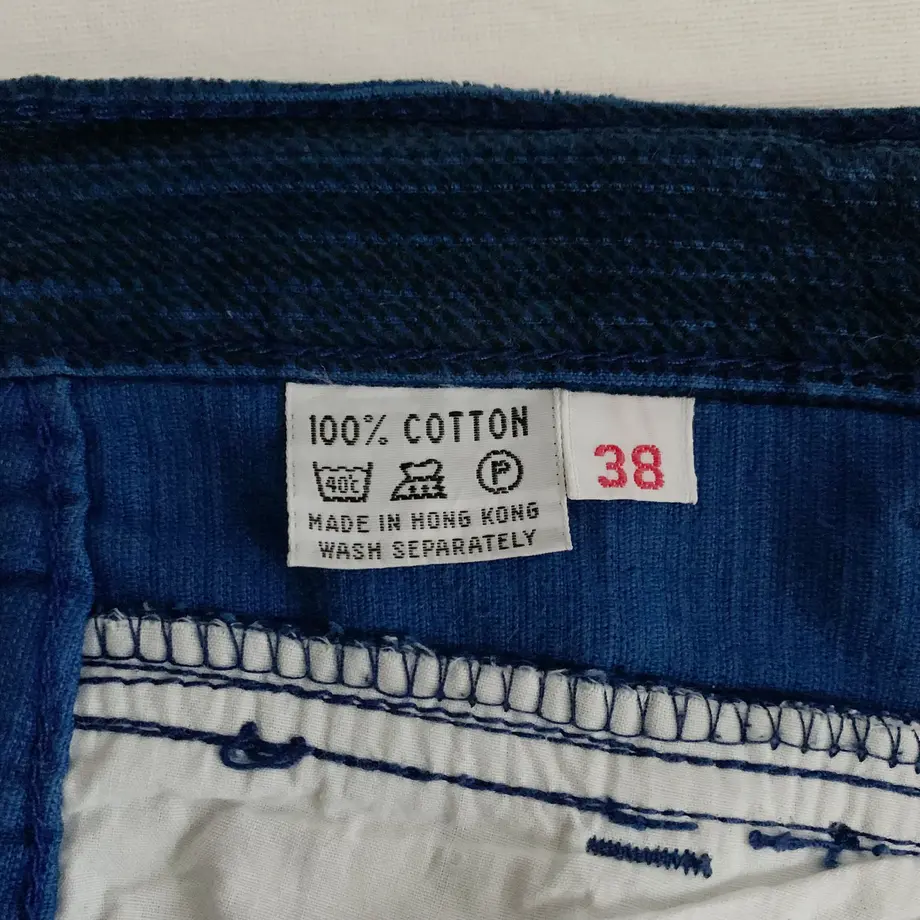 100% COTTON
40°C P
MADE IN HONG KONG
WASH SEPARATELY
38